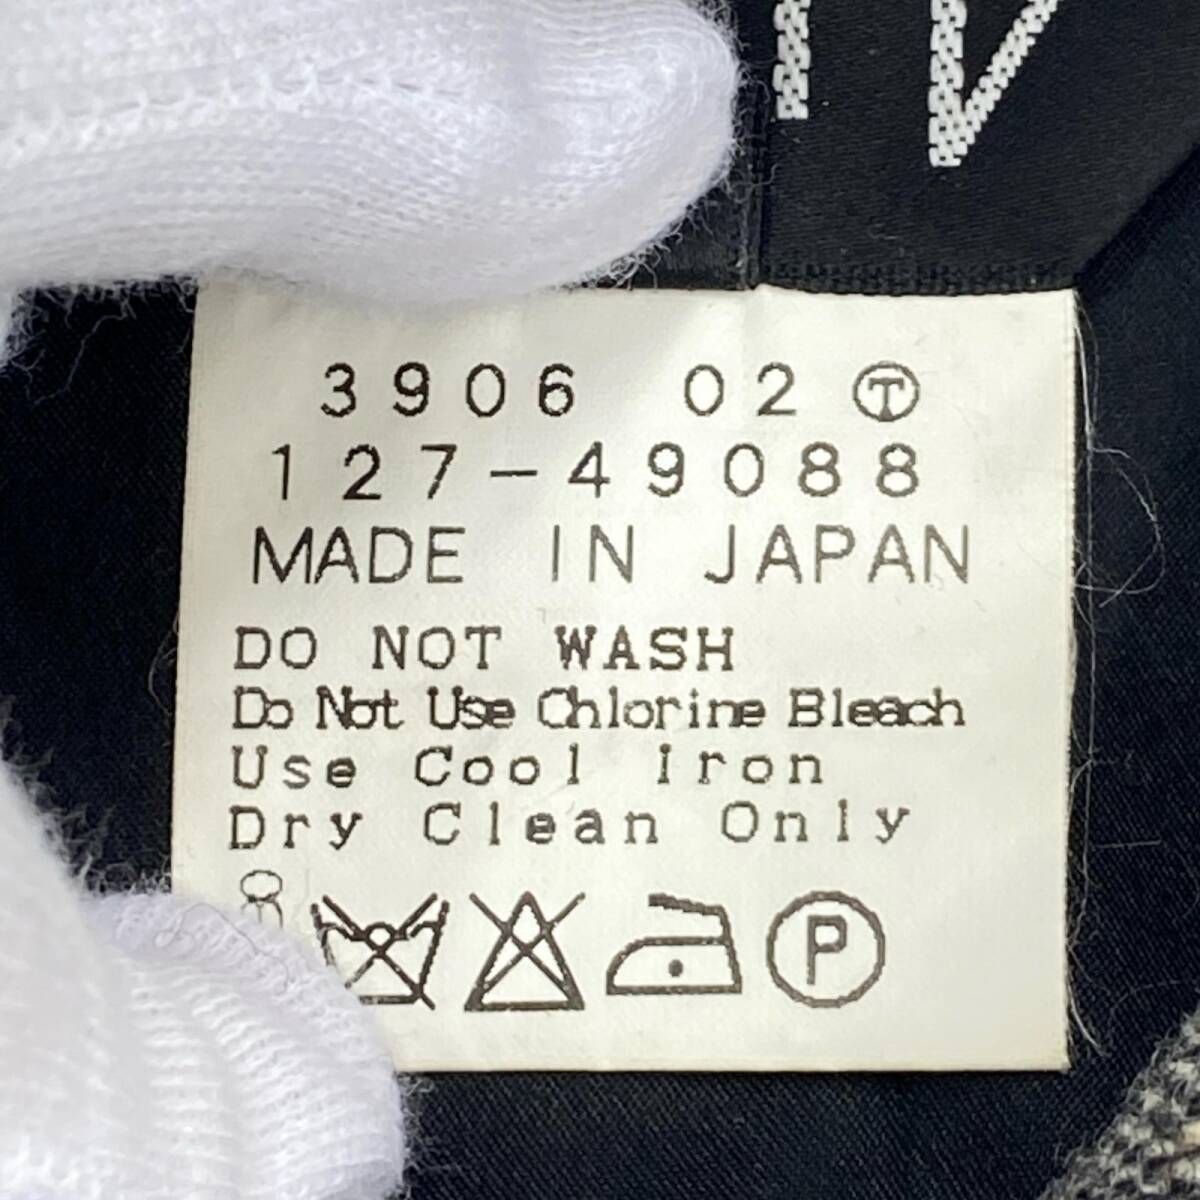 3906 02 Ⓣ
127-49088
MADE IN JAPAN
DO NOT WASH
Do Not Use Chlorine Bleach
Use Cool Iron
Dry Clean Only
P